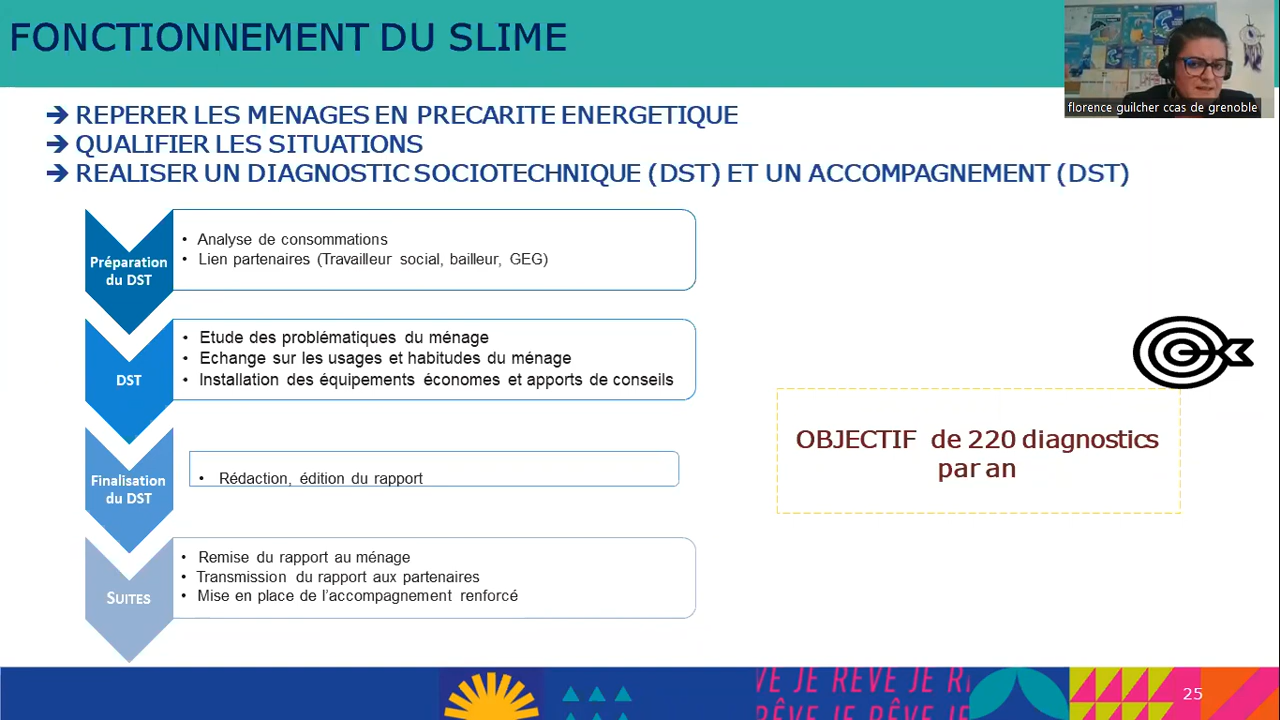 FONCTIONNEMENT DU SLIME
florence guilcher ccas de grenoble
➔ REPERER LES MENAGES EN PRECARITE ENERGETIQUE
➔ QUALIFIER LES SITUATIONS
➔ REALISER UN DIAGNOSTIC SOCIOTECHNIQUE (DST) ET UN ACCOMPAGNEMENT (DST)
Préparation
du DST
• Analyse de consommations
• Lien partenaires (Travailleur social, bailleur, GEG)
DST
• Etude des problématiques du ménage
• Echange sur les usages et habitudes du ménage
• Installation des équipements économes et apports de conseils
Finalisation
du DST
• Rédaction, édition du rapport
SUITES
• Remise du rapport au ménage
• Transmission du rapport aux partenaires
• Mise en place de l'accompagnement renforcé
OBJECTIF de 220 diagnostics
par an
VE JE RÊVE JE R
RÊVE JE RÊVE JE
25